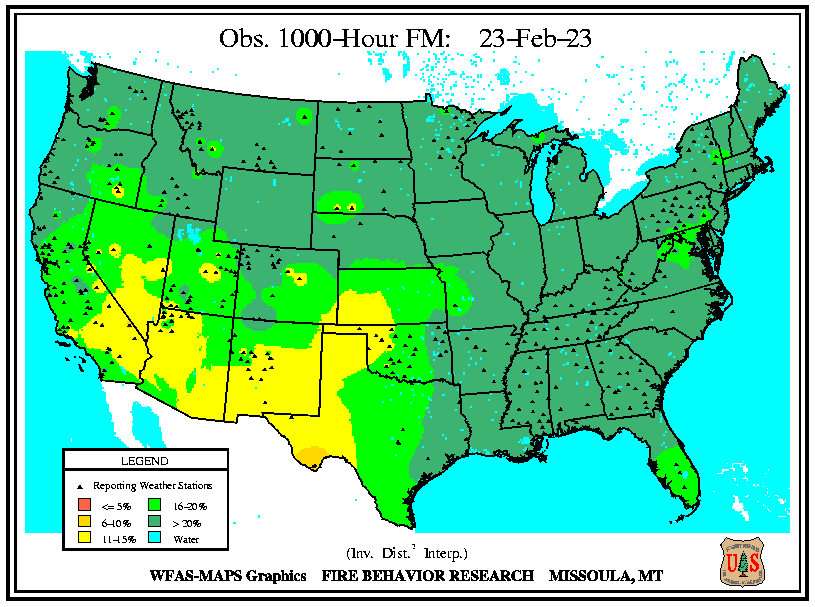 Obs. 1000-Hour FM: 23-Feb-23
LEGEND
Reporting Weather Stations
<= 5% 16-20%
6-10% > 20%
11-15% Water
(Inv. Dist.² Interp.)
WFAS-MAPS Graphics FIRE BEHAVIOR RESEARCH MISSOULA, MT
U S